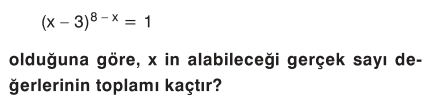 (x – 3)⁸ ⁻ ˣ = 1
olduğuna göre, x in alabileceği gerçek sayı de-
ğerlerinin toplamı kaçtır?